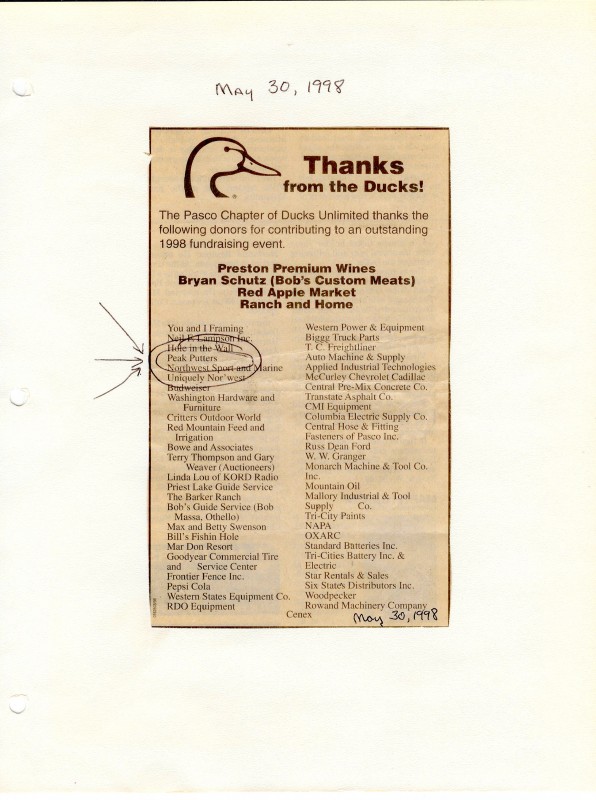 May 30, 1998
Thanks
from the Ducks!
The Pasco Chapter of Ducks Unlimited thanks the
following donors for contributing to an outstanding
1998 fundraising event.
Preston Premium Wines
Bryan Schutz (Bob's Custom Meats)
Red Apple Market
Ranch and Home
You and I Framing
Neil F. Lampson Inc.
Hole in the Wall
Peak Putters
Northwest Sport and Marine
Uniquely Nor'west
Budweiser
Washington Hardware and
Furniture
Critters Outdoor World
Red Mountain Feed and
Irrigation
Bowe and Associates
Terry Thompson and Gary
Weaver (Auctioneers)
Linda Lou of KORD Radio
Priest Lake Guide Service
The Barker Ranch
Bob's Guide Service (Bob
Massa, Othello)
Max and Betty Swenson
Bill's Fishin Hole
Mar Don Resort
Goodyear Commercial Tire
and Service Center
Frontier Fence Inc.
Pepsi Cola
Western States Equipment Co.
RDO Equipment
Western Power & Equipment
Biggg Truck Parts
T. C. Freightliner
Auto Machine & Supply
Applied Industrial Technologies
McCurley Chevrolet Cadillac
Central Pre-Mix Concrete Co.
Transtate Asphalt Co.
CMI Equipment
Columbia Electric Supply Co.
Central Hose & Fitting
Fasteners of Pasco Inc.
Russ Dean Ford
W. W. Granger
Monarch Machine & Tool Co.
Inc.
Mountain Oil
Mallory Industrial & Tool
Supply Co.
Tri-City Paints
NAPA
OXARC
Standard Batteries Inc.
Tri-Cities Battery Inc. &
Electric
Star Rentals & Sales
Six State's Distributors Inc.
Woodpecker
Rowand Machinery Company
Cenex
May 30, 1998